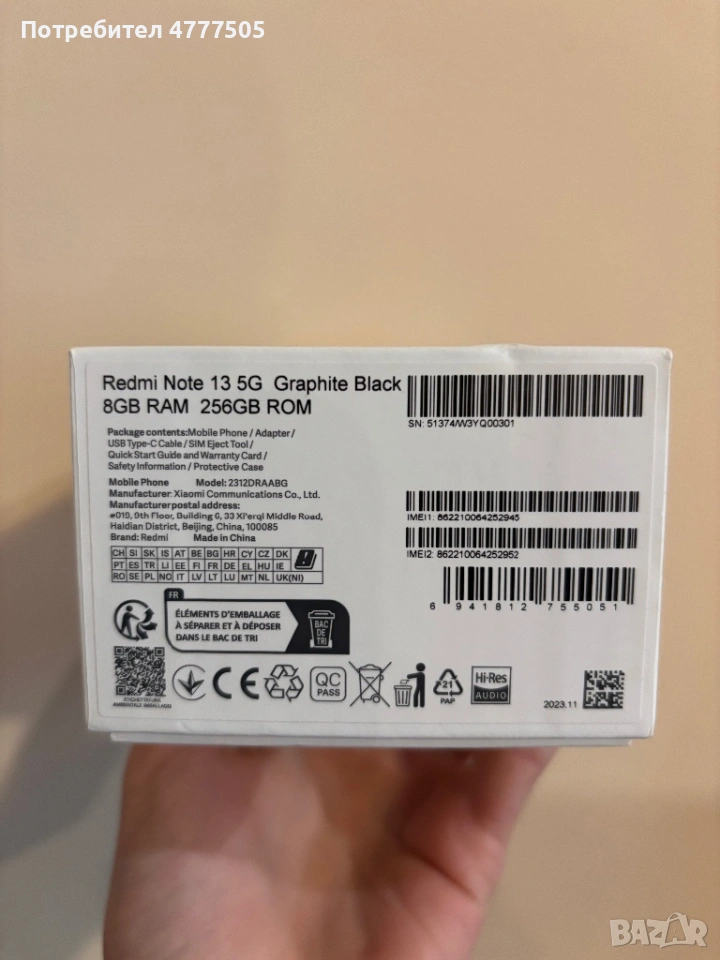 Потребител 4777505
Redmi Note 13 5G Graphite Black
8GB RAM 256GB ROM
SN: 51374/W3YQ00301
Package contents:Mobile Phone / Adapter /
USB Type-C Cable / SIM Eject Tool /
Quick Start Guide and Warranty Card /
Safety Information / Protective Case
Mobile Phone Model: 2312DRAABG
Manufacturer: Xiaomi Communications Co., Ltd.
Manufacturer postal address:
#019, 9th Floor, Building 6, 33 Xi'erqi Middle Road,
Haidian District, Beijing, China, 100085
Brand: Redmi Made in China
IMEI1: 862210064252945
IMEI2: 862210064252952
CH SI SK IS AT BE BG HR CY CZ DK
PT ES TR LI EE FI FR DE EL HU IE
RO SE PL NO IT LV LT LU MT NL UK(NI)
6 941812 755051
FR
ÉLÉMENTS D'EMBALLAGE
À SÉPARER ET À DÉPOSER
DANS LE BAC DE TRI
BAC
DE
TRI
CE
QC
PASS
21
PAP
Hi-Res
AUDIO
2023.11
BAZAR